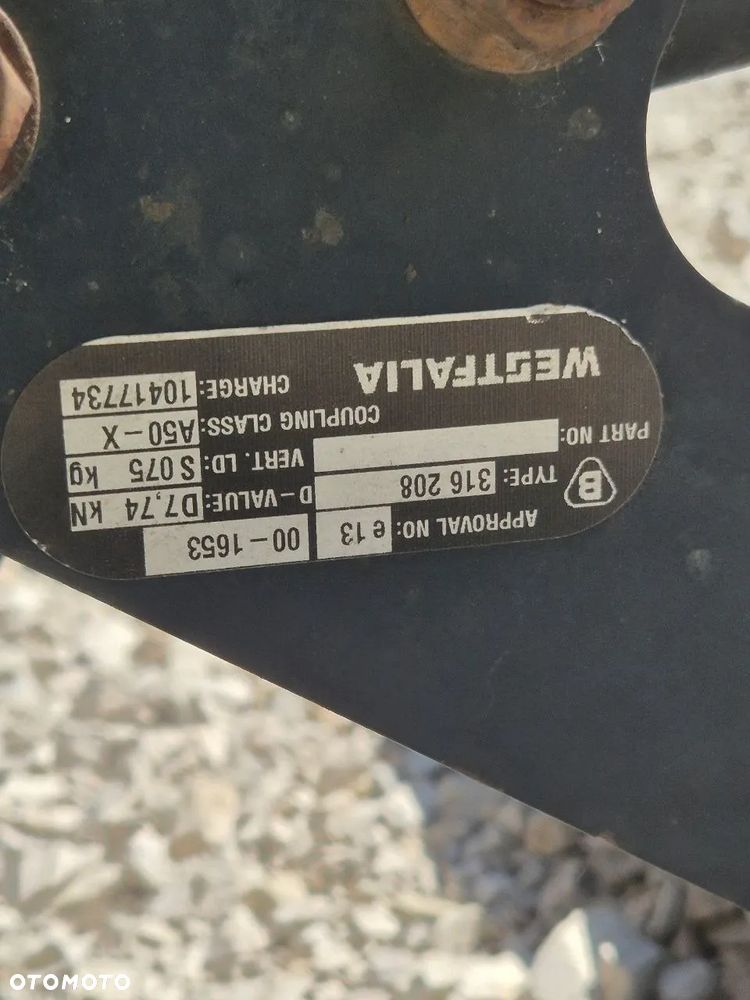 APPROVAL NO: e 13 00-1653
B TYPE: 316 208 D-VALUE: D7,74 kN
PART NO: VERT. LD: S 075 kg
COUPLING CLASS: A50-X
WESTFALIA CHARGE: 10417734
OTOMOTO